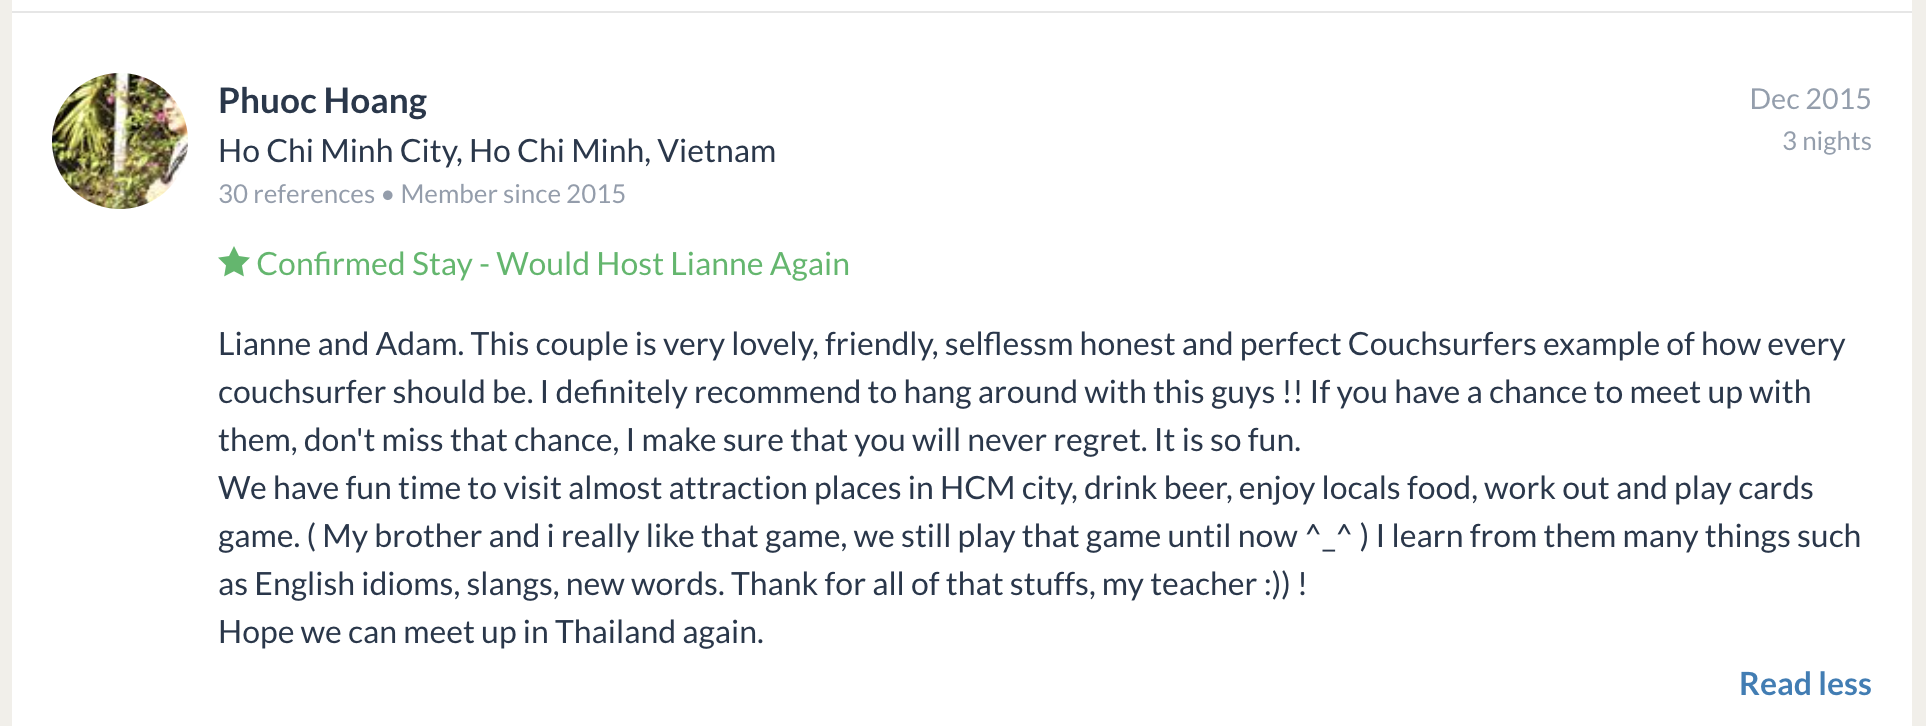 Phuoc Hoang
Dec 2015
Ho Chi Minh City, Ho Chi Minh, Vietnam
3 nights
30 references • Member since 2015
★ Confirmed Stay - Would Host Lianne Again
Lianne and Adam. This couple is very lovely, friendly, selflessm honest and perfect Couchsurfers example of how every
couchsurfer should be. I definitely recommend to hang around with this guys !! If you have a chance to meet up with
them, don't miss that chance, I make sure that you will never regret. It is so fun.
We have fun time to visit almost attraction places in HCM city, drink beer, enjoy locals food, work out and play cards
game. ( My brother and i really like that game, we still play that game until now ^_^ ) I learn from them many things such
as English idioms, slangs, new words. Thank for all of that stuffs, my teacher :)) !
Hope we can meet up in Thailand again.
Read less